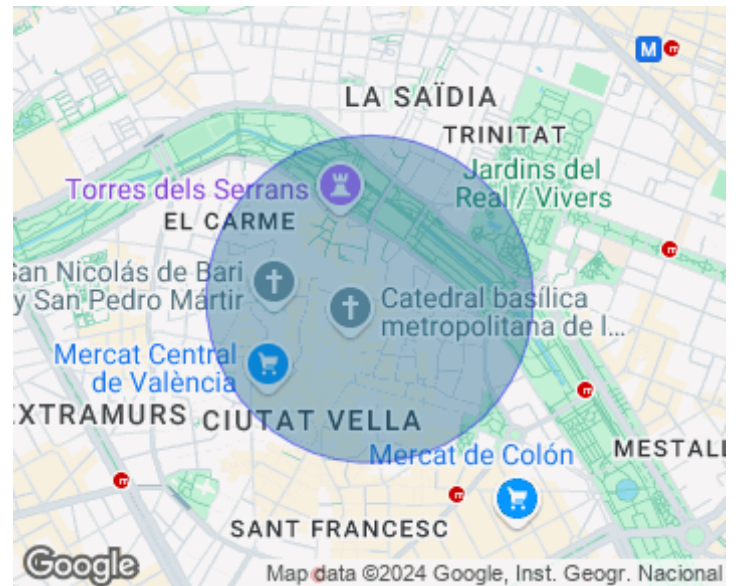 M
LA SAÏDIA
TRINITAT
Jardins del
Real / Vivers
Torres dels Serrans
EL CARME
San Nicolás de Bari
y San Pedro Mártir
Catedral basílica
metropolitana de l...
Mercat Central
de València
EXTRAMURS
CIUTAT VELLA
MESTALL
Mercat de Colón
SANT FRANCESC
Google
Map data ©2024 Google, Inst. Geogr. Nacional